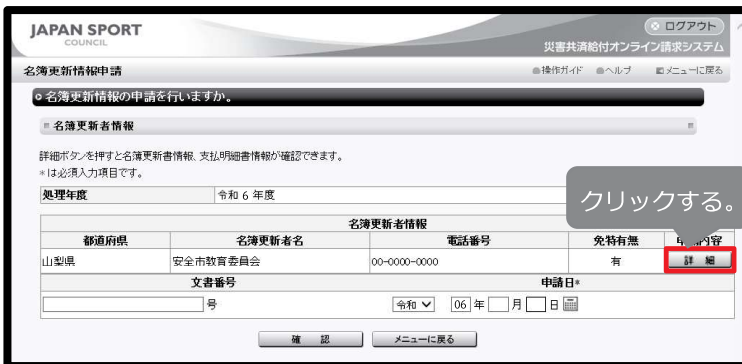 JAPAN SPORT
COUNCIL
ログアウト
災害共済給付オンライン請求システム
名簿更新情報申請
操作ガイド ヘルプ メニューに戻る
名簿更新情報の申請を行いますか。
名簿更新者情報
詳細ボタンを押すと名簿更新書情報、支払明細書情報が確認できます。
*は必須入力項目です。
処理年度 令和 6 年度
クリックする。
名簿更新者情報
都道府県 名簿更新者名 電話番号 免特有無 内容
山梨県 安全市教育委員会 00-0000-0000 有 詳 細
文書番号 申請日*
号 令和 06 年 月 日
確 認 メニューに戻る